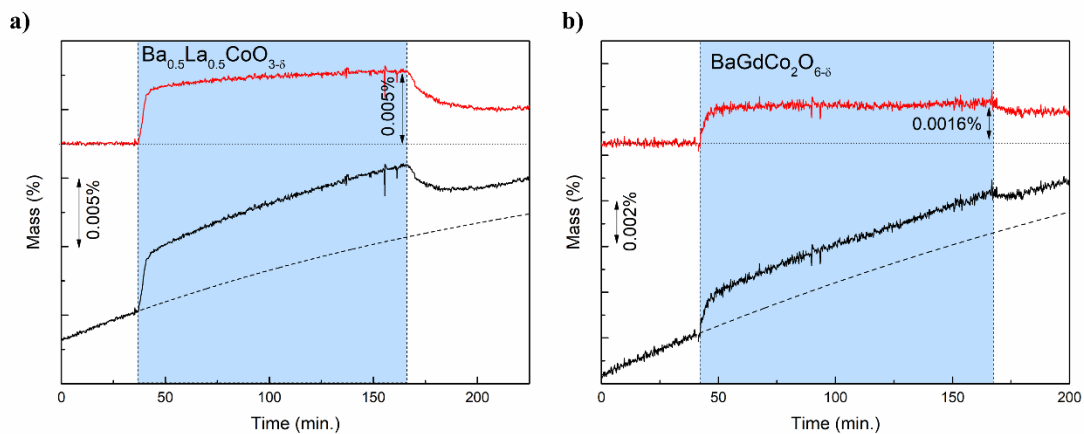 a)
Ba₀.₅La₀.₅CoO₃₋δ
0.005%
0.005%
Mass (%)
0
50
100
150
200
Time (min.)
b)
BaGdCo₂O₆₋δ
0.0016%
0.002%
Mass (%)
0
50
100
150
200
Time (min.)